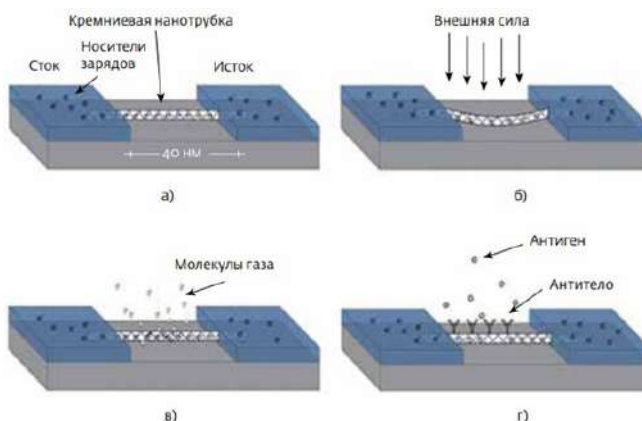 Кремниевая нанотрубка
Носители
зарядов
Сток
Исток
40 нм
а)
Внешняя сила
б)
Молекулы газа
в)
Антиген
Антитело
г)